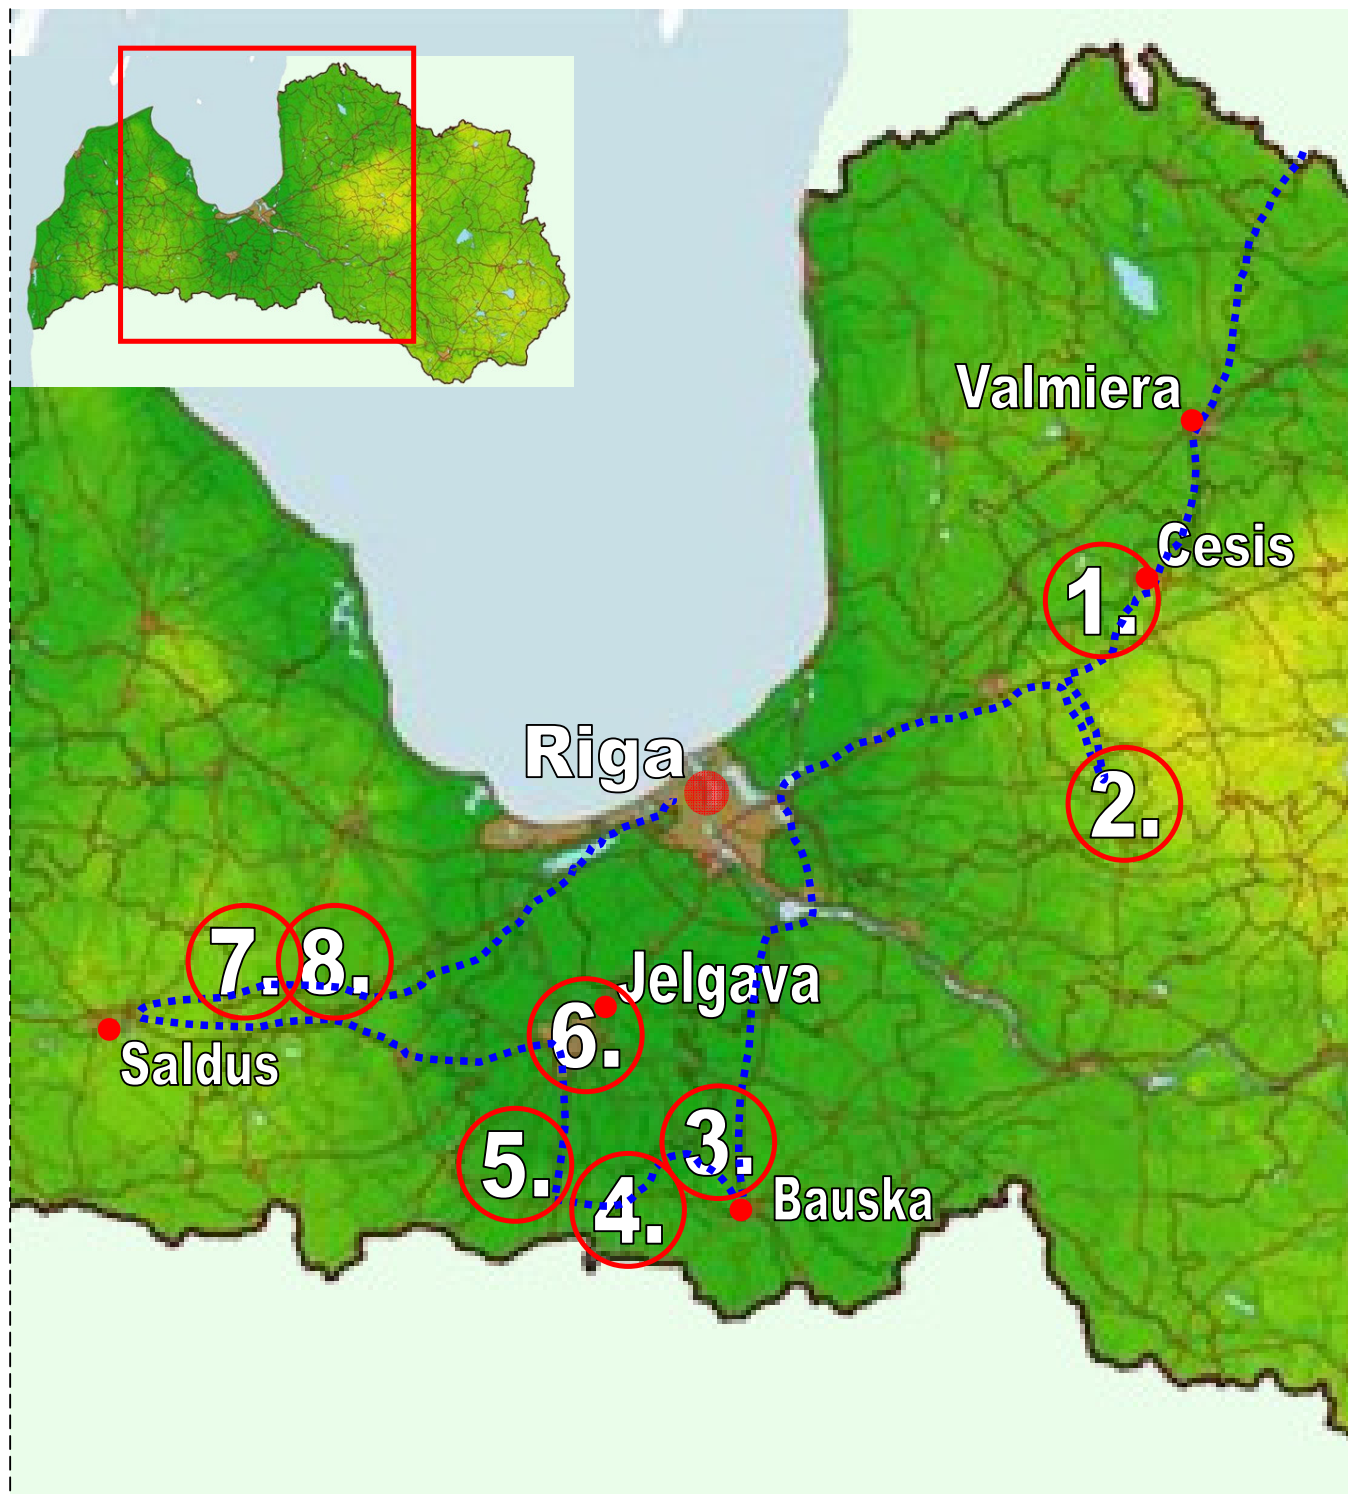 Valmiera
Cesis
1.
Riga
2.
7.
8.
Jelgava
6.
Saldus
3.
5.
4.
Bauska